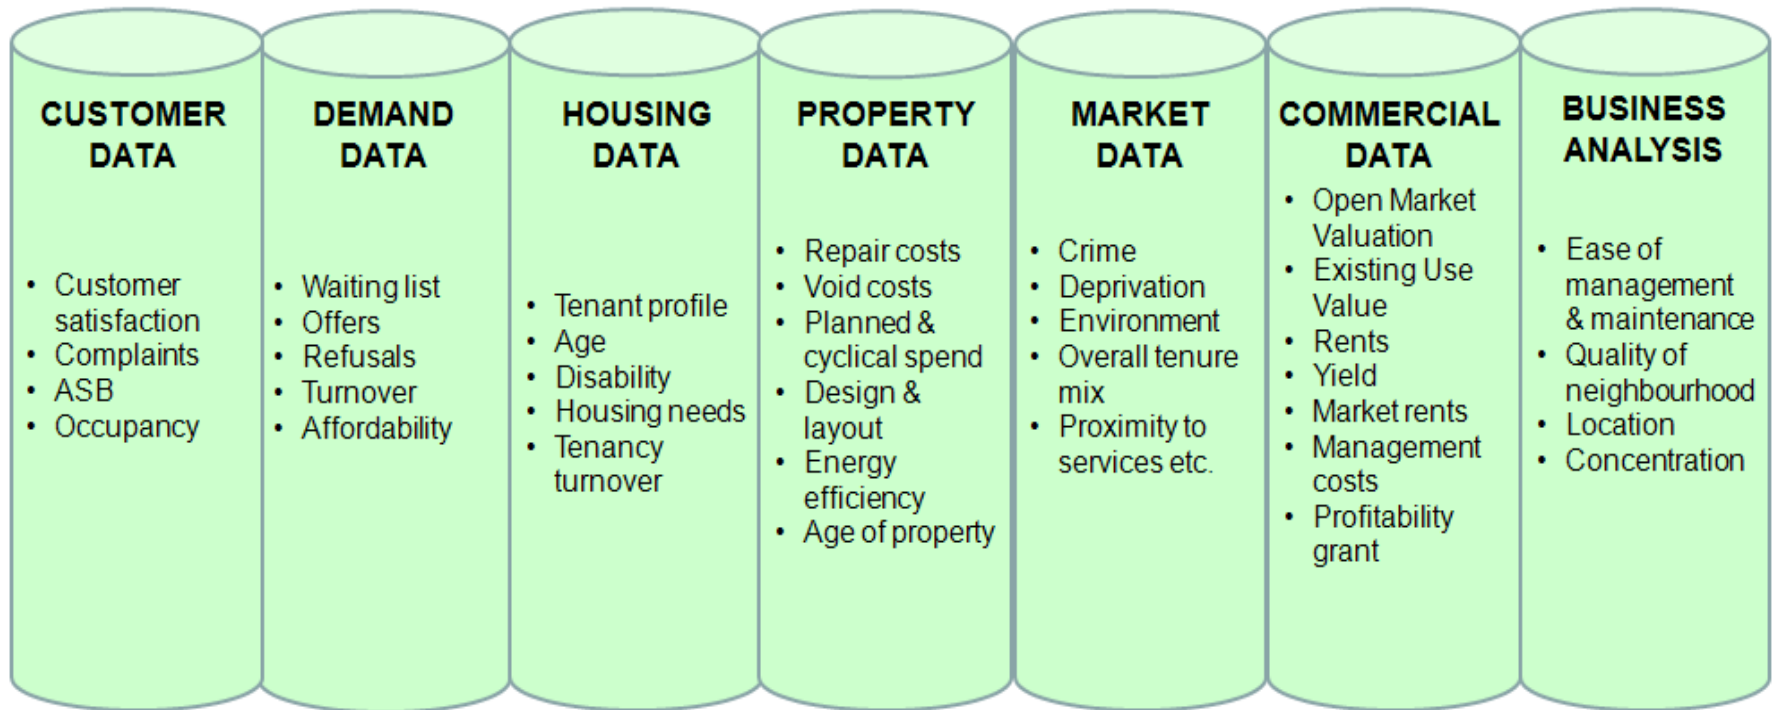 CUSTOMER
DATA
• Customer
satisfaction
• Complaints
• ASB
• Occupancy
DEMAND
DATA
• Waiting list
• Offers
• Refusals
• Turnover
• Affordability
HOUSING
DATA
• Tenant profile
• Age
• Disability
• Housing needs
• Tenancy
turnover
PROPERTY
DATA
• Repair costs
• Void costs
• Planned &
cyclical spend
• Design &
layout
• Energy
efficiency
• Age of property
MARKET
DATA
• Crime
• Deprivation
• Environment
• Overall tenure
mix
• Proximity to
services etc.
COMMERCIAL
DATA
• Open Market
Valuation
• Existing Use
Value
• Rents
• Yield
• Market rents
• Management
costs
• Profitability
grant
BUSINESS
ANALYSIS
• Ease of
management
& maintenance
• Quality of
neighbourhood
• Location
• Concentration